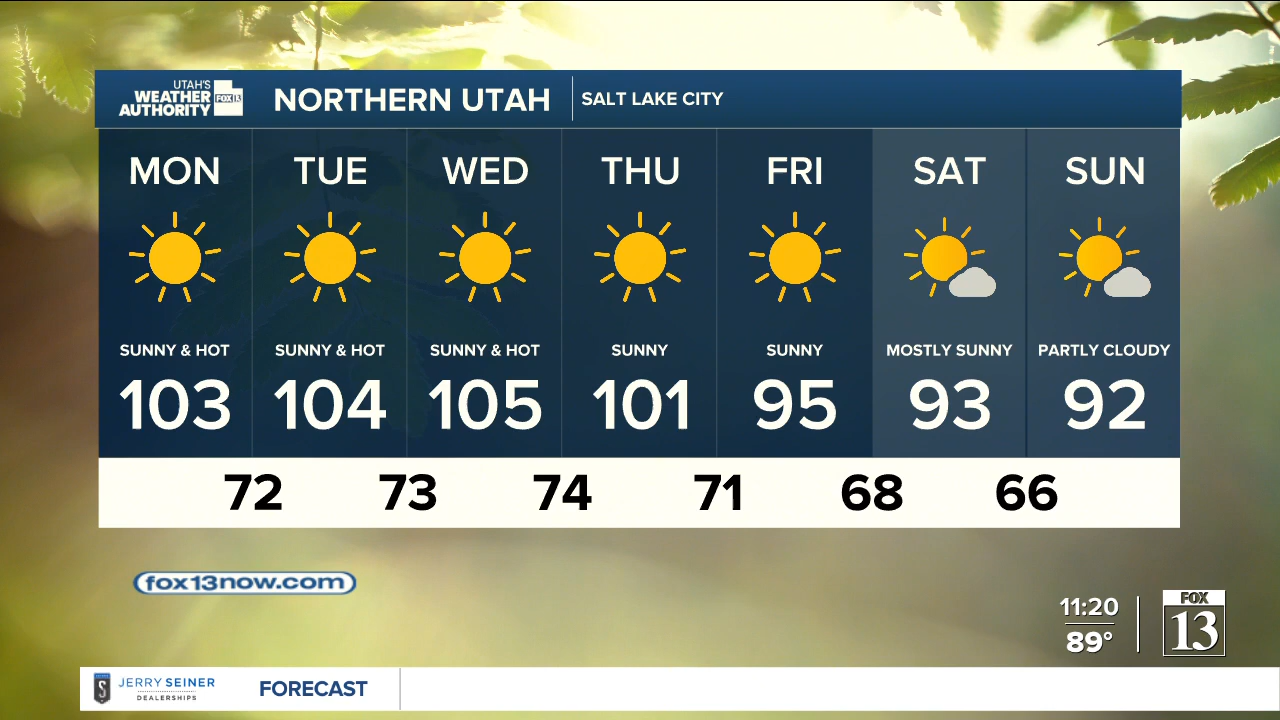 UTAH'S
WEATHER
AUTHORITY
FOX 13
NORTHERN UTAH
SALT LAKE CITY
MON TUE WED THU FRI SAT SUN
SUNNY & HOT SUNNY & HOT SUNNY & HOT SUNNY SUNNY MOSTLY SUNNY PARTLY CLOUDY
103 104 105 101 95 93 92
72 73 74 71 68 66
fox13now.com
11:20
89°
FOX
13
S
JERRY SEINER
DEALERSHIPS
FORECAST